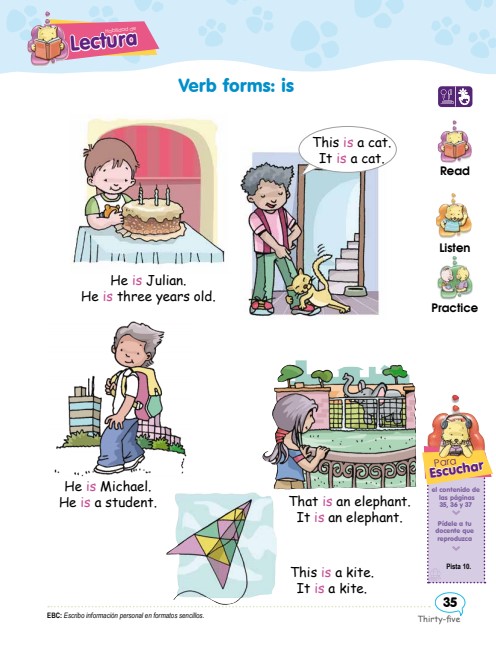 Lectura
Verb forms: is
This is a cat.
It is a cat.
Read
Listen
Practice
He is Julian.
He is three years old.
He is Michael.
He is a student.
That is an elephant.
It is an elephant.
This is a kite.
It is a kite.
Para
Escuchar
el contenido de
las páginas
35, 36 y 37
Pídele a tu
docente que
reproduzca
Pista 10.
35
Thirty-five
EBC: Escribo información personal en formatos sencillos.